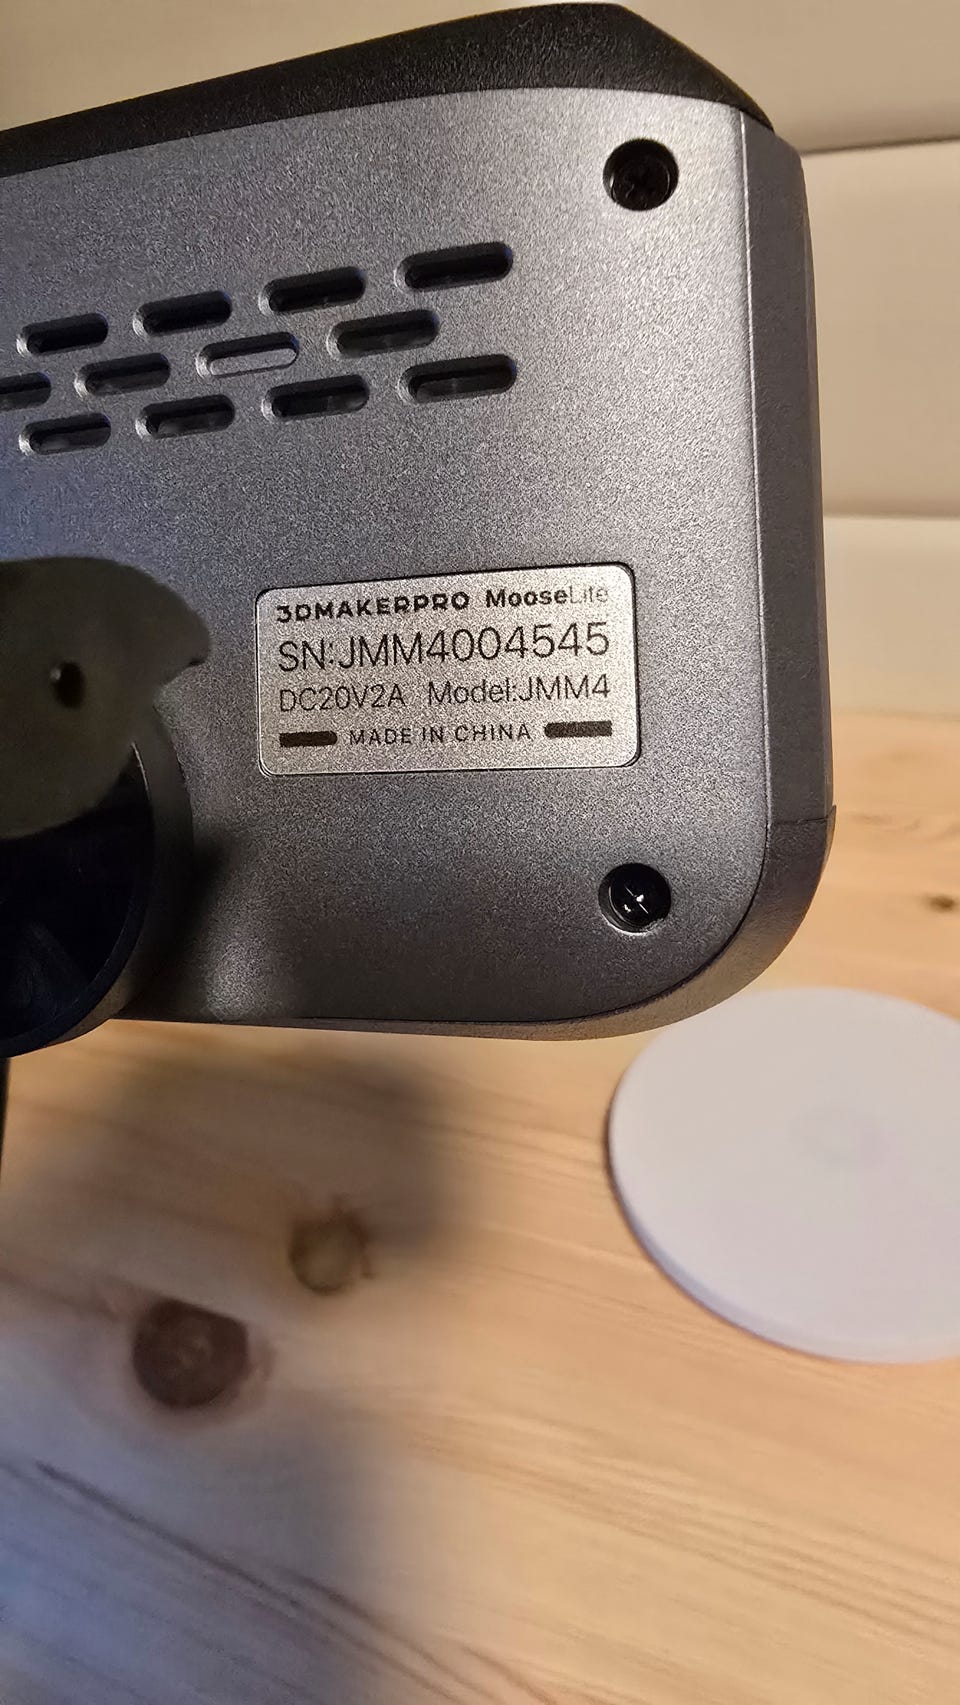 3DMAKERPRO MooseLite
SN:JMM4004545
DC20V2A Model:JMM4
MADE IN CHINA